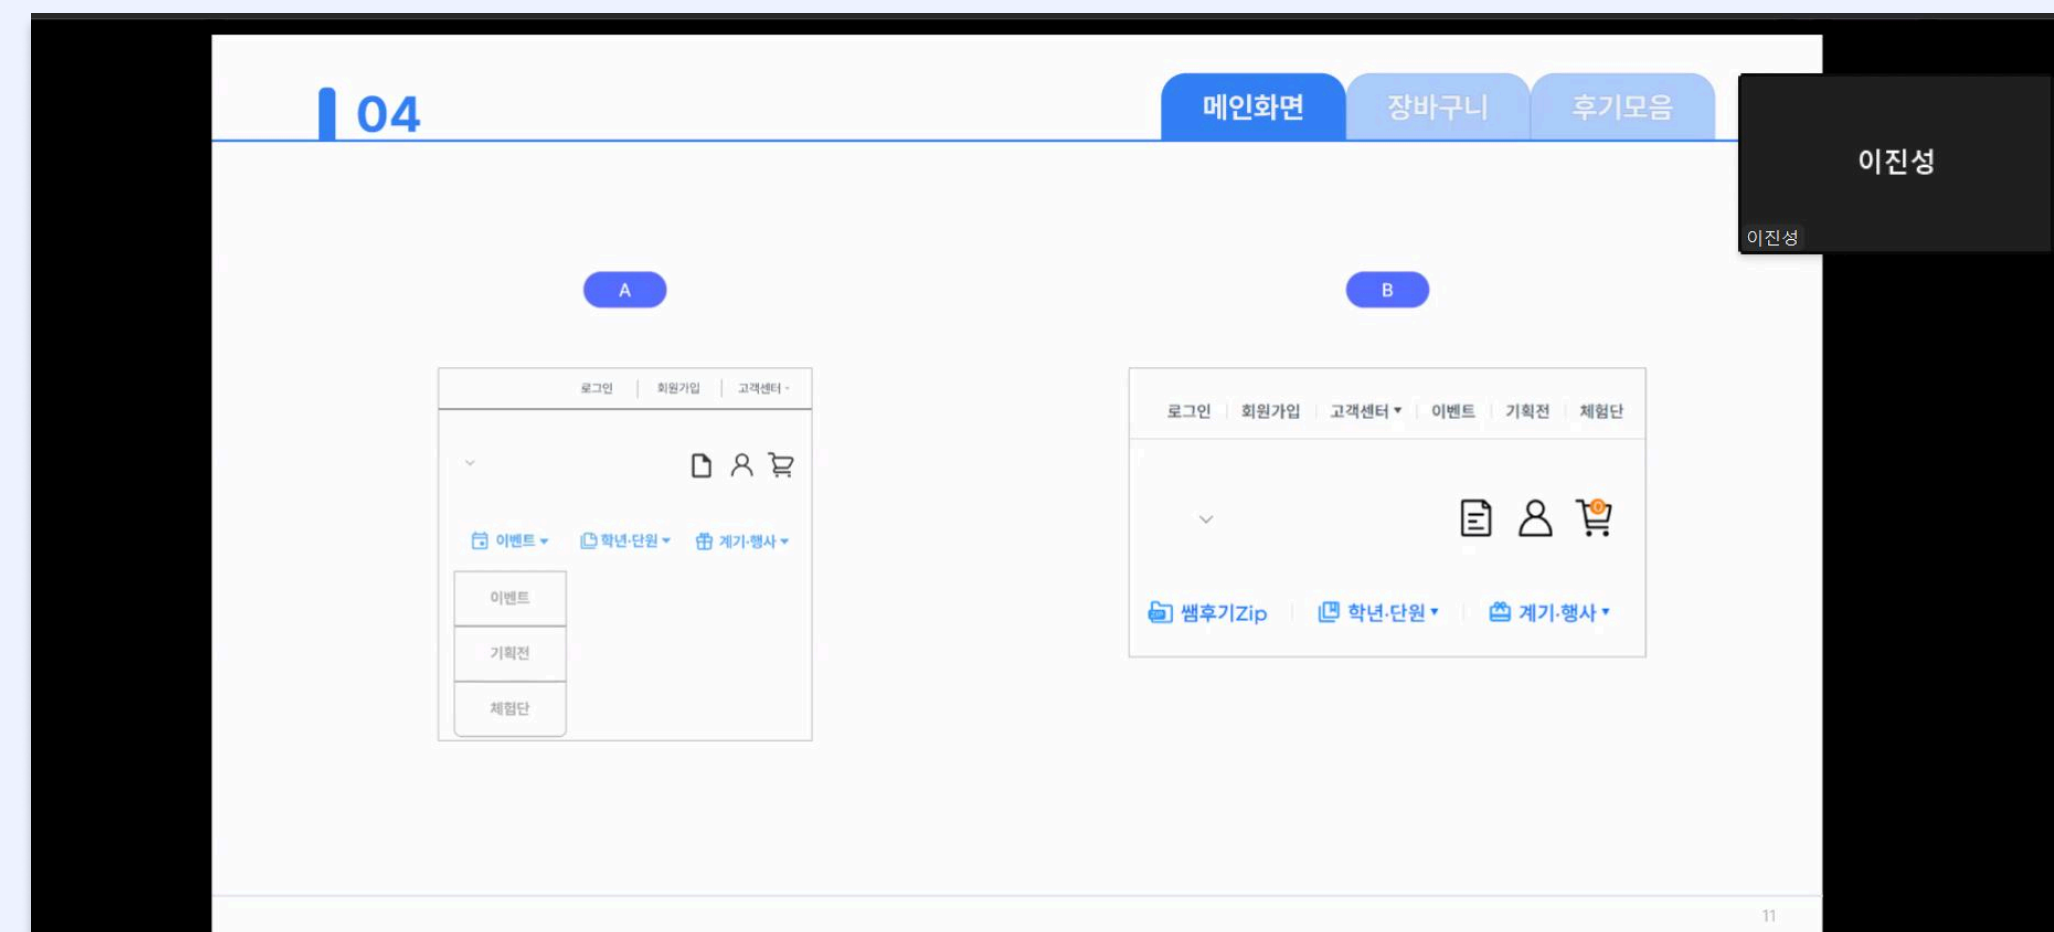 04
메인화면 장바구니 후기모음
이진성
이진성
A
B
로그인 회원가입 고객센터
이벤트 학년·단원 계기·행사
이벤트
기획전
체험단
로그인 회원가입 고객센터 이벤트 기획전 체험단
0
쌤후기Zip 학년·단원 계기·행사
11